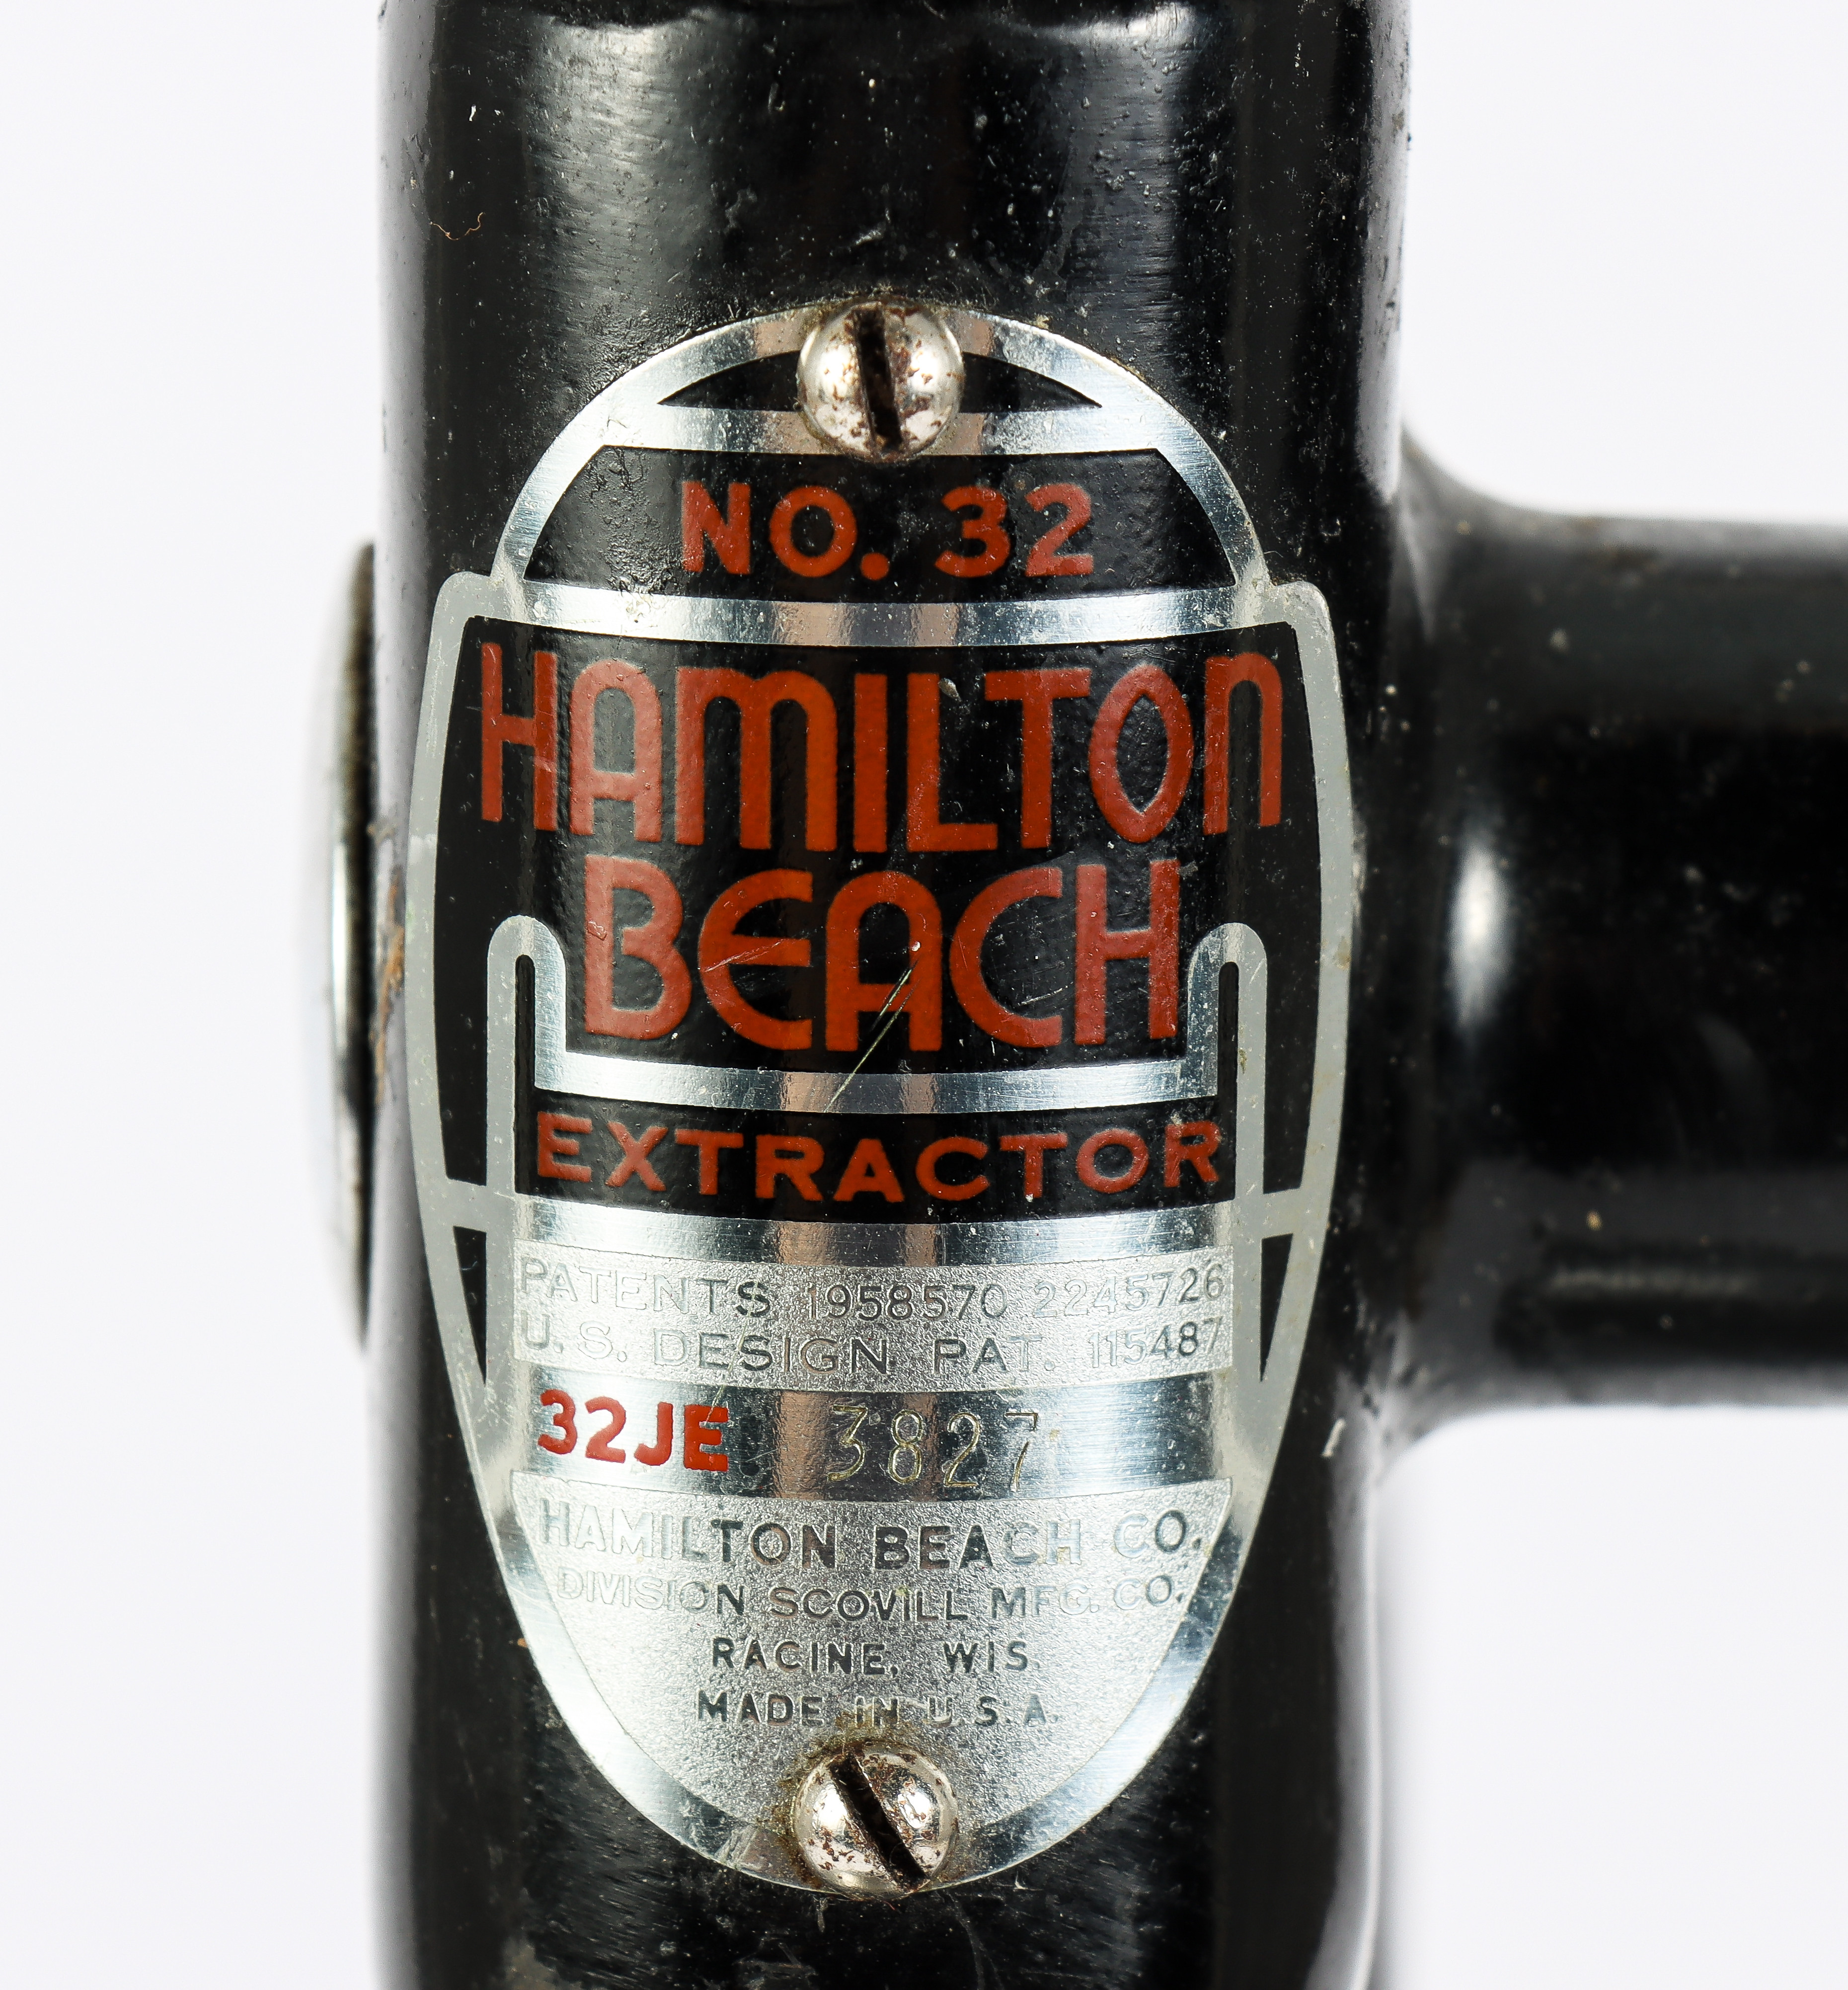 NO. 32
HAMILTON
BEACH
EXTRACTOR
PATENTS 1958570 2245726
U.S. DESIGN PAT. 115487
32JE 3827
HAMILTON BEACH CO.
DIVISION SCOVILL MFG. CO.
RACINE, WIS.
MADE IN U.S.A.